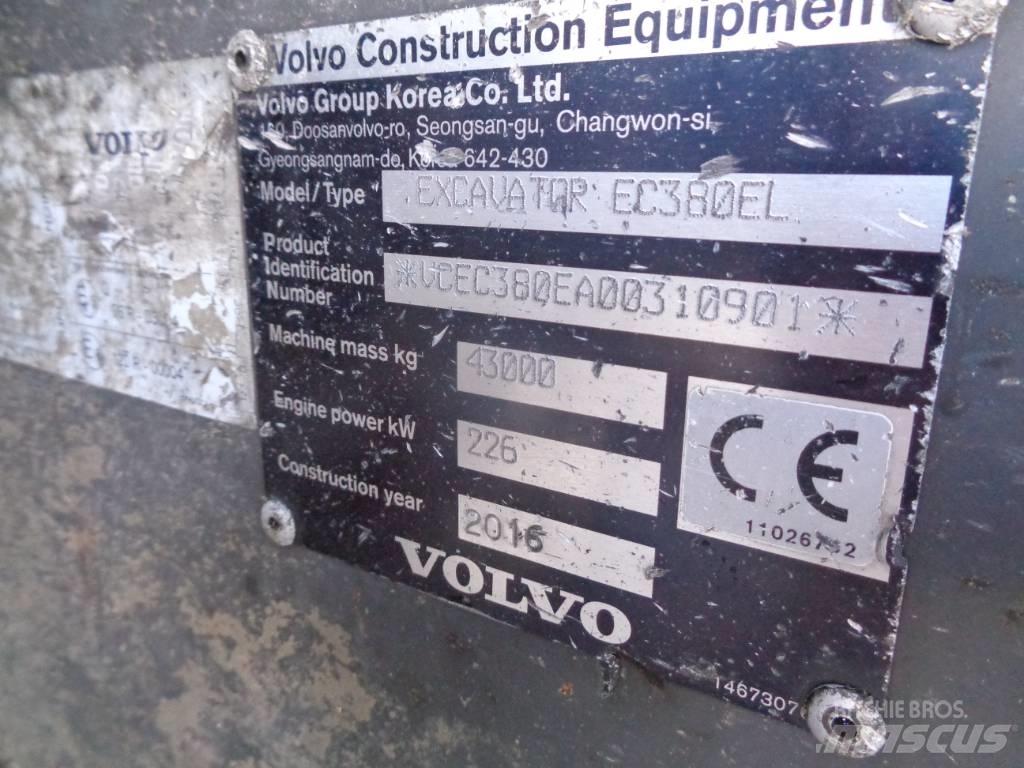 Volvo Construction Equipment
Volvo Group Korea Co. Ltd.
160, Doosanvolvo-ro, Seongsan-gu, Changwon-si
Gyeongsangnam-do, Korea 642-430
Model/Type EXCAVATOR EC380EL
Product Identification Number *VCEC380EA00310901*
Machine mass kg 43000
Engine power kW 226
Construction year 2016
CE
VOLVO
VOLVO
RITCHIE BROS.
MASCUS